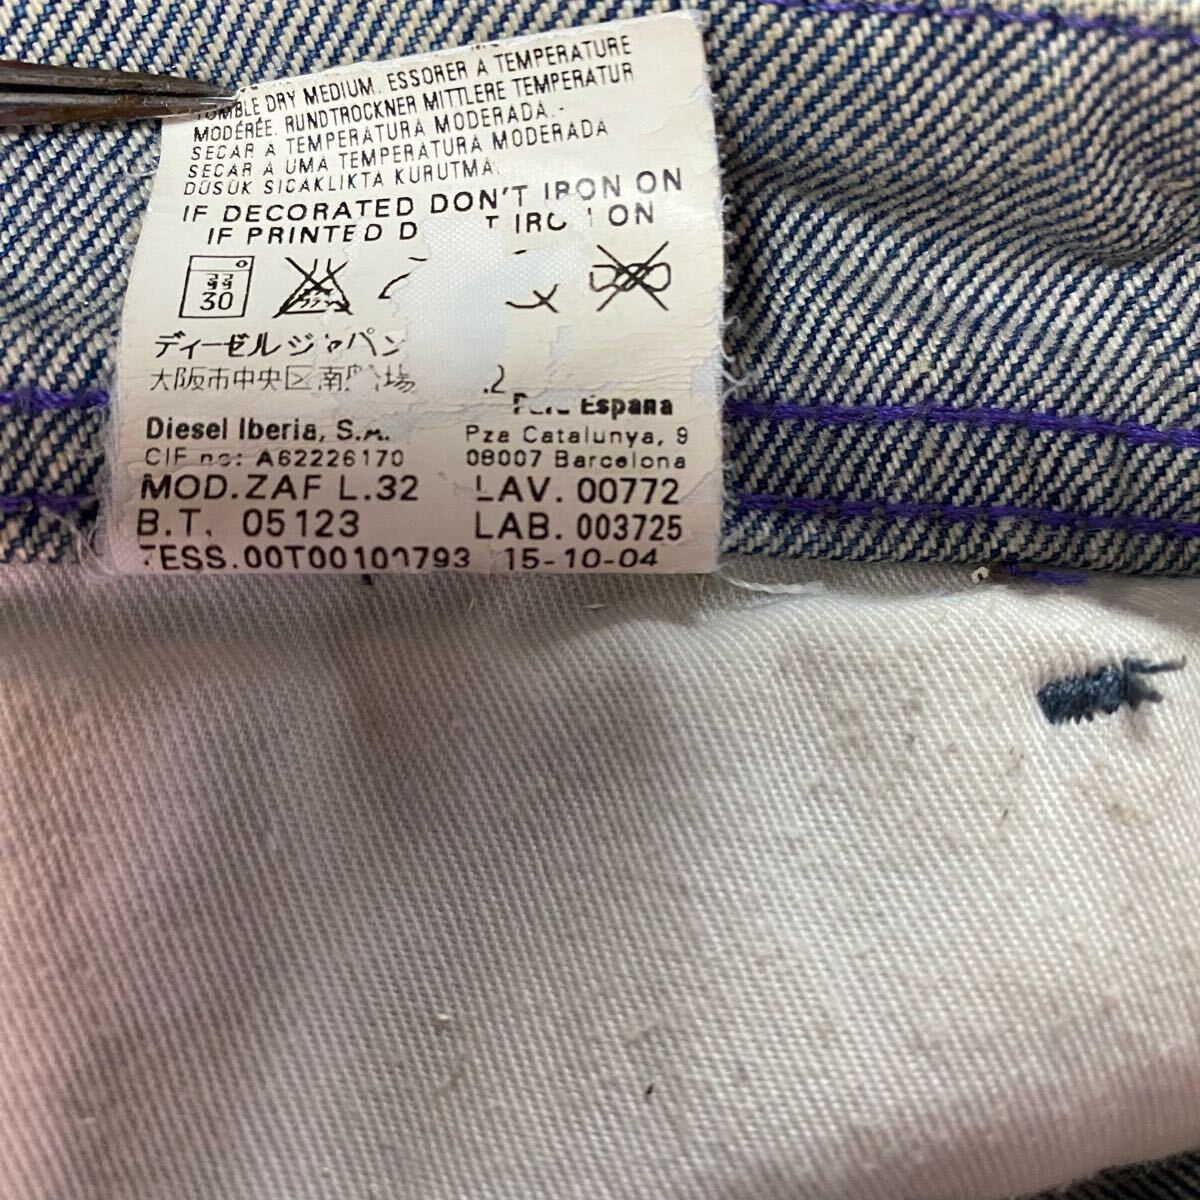 DRY MEDIUM. ESSORER A TEMPERATURE
MODÉRÉE. RUNDTROCKNER MITTLERE TEMPERATUR
SECAR A TEMPERATURA MODERADA.-
SECAR A UMA TEMPERATURA MODERADA
DÜSÜK SICAKLIKTA KURUTMA
IF DECORATED DON'T IRON ON
IF PRINTED ON
30
ディーゼルジャパン
大阪市中央区南
Diesel Iberia, S.A.
Para Espana
CIF no: A62226170
Pza Catalunya, 9
08007 Barcelona
MOD.ZAF L.32
LAV. 00772
B.T. 05123
LAB. 003725
TESS.00T00100793
15-10-04